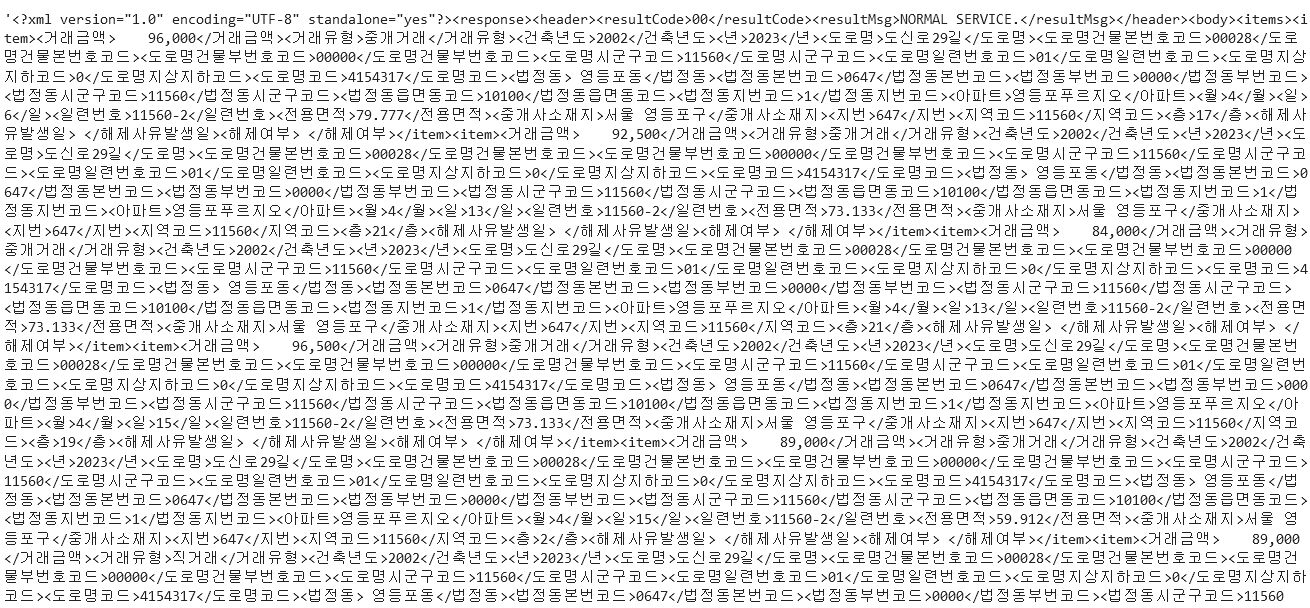 '<?xml version="1.0" encoding="UTF-8" standalone="yes"?><response><header><resultCode>00</resultCode><resultMsg>NORMAL SERVICE.</resultMsg></header><body><items><i
tem><거래금액>    96,000</거래금액><거래유형>중개거래</거래유형><건축년도>2002</건축년도><년>2023</년><도로명>도신로29길</도로명><도로명건물본번호코드>00028</도로
명건물본번호코드><도로명건물부번호코드>00000</도로명건물부번호코드><도로명시군구코드>11560</도로명시군구코드><도로명일련번호코드>01</도로명일련번호코드><도로명지상
지하코드>0</도로명지상지하코드><도로명코드>4154317</도로명코드><법정동> 영등포동</법정동><법정동본번코드>0647</법정동본번코드><법정동부번코드>0000</법정동부번코드>
<법정동시군구코드>11560</법정동시군구코드><법정동읍면동코드>10100</법정동읍면동코드><법정동지번코드>1</법정동지번코드><아파트>영등포푸르지오</아파트><월>4</월><일>
6</일><일련번호>11560-2</일련번호><전용면적>79.777</전용면적><중개사소재지>서울 영등포구</중개사소재지><지번>647</지번><지역코드>11560</지역코드><층>17</층><해제사
유발생일> </해제사유발생일><해제여부> </해제여부></item><item><거래금액>    92,500</거래금액><거래유형>중개거래</거래유형><건축년도>2002</건축년도><년>2023</년><도
로명>도신로29길</도로명><도로명건물본번호코드>00028</도로명건물본번호코드><도로명건물부번호코드>00000</도로명건물부번호코드><도로명시군구코드>11560</도로명시군구코
드><도로명일련번호코드>01</도로명일련번호코드><도로명지상지하코드>0</도로명지상지하코드><도로명코드>4154317</도로명코드><법정동> 영등포동</법정동><법정동본번코드>0
647</법정동본번코드><법정동부번코드>0000</법정동부번코드><법정동시군구코드>11560</법정동시군구코드><법정동읍면동코드>10100</법정동읍면동코드><법정동지번코드>1</법
정동지번코드><아파트>영등포푸르지오</아파트><월>4</월><일>13</일><일련번호>11560-2</일련번호><전용면적>73.133</전용면적><중개사소재지>서울 영등포구</중개사소재지>
<지번>647</지번><지역코드>11560</지역코드><층>21</층><해제사유발생일> </해제사유발생일><해제여부> </해제여부></item><item><거래금액>    84,000</거래금액><거래유형>
중개거래</거래유형><건축년도>2002</건축년도><년>2023</년><도로명>도신로29길</도로명><도로명건물본번호코드>00028</도로명건물본번호코드><도로명건물부번호코드>00000
</도로명건물부번호코드><도로명시군구코드>11560</도로명시군구코드><도로명일련번호코드>01</도로명일련번호코드><도로명지상지하코드>0</도로명지상지하코드><도로명코드>4
154317</도로명코드><법정동> 영등포동</법정동><법정동본번코드>0647</법정동본번코드><법정동부번코드>0000</법정동부번코드><법정동시군구코드>11560</법정동시군구코드>
<법정동읍면동코드>10100</법정동읍면동코드><법정동지번코드>1</법정동지번코드><아파트>영등포푸르지오</아파트><월>4</월><일>13</일><일련번호>11560-2</일련번호><전용면
적>73.133</전용면적><중개사소재지>서울 영등포구</중개사소재지><지번>647</지번><지역코드>11560</지역코드><층>21</층><해제사유발생일> </해제사유발생일><해제여부> </
해제여부></item><item><거래금액>    96,500</거래금액><거래유형>중개거래</거래유형><건축년도>2002</건축년도><년>2023</년><도로명>도신로29길</도로명><도로명건물본번
호코드>00028</도로명건물본번호코드><도로명건물부번호코드>00000</도로명건물부번호코드><도로명시군구코드>11560</도로명시군구코드><도로명일련번호코드>01</도로명일련번
호코드><도로명지상지하코드>0</도로명지상지하코드><도로명코드>4154317</도로명코드><법정동> 영등포동</법정동><법정동본번코드>0647</법정동본번코드><법정동부번코드>000
0</법정동부번코드><법정동시군구코드>11560</법정동시군구코드><법정동읍면동코드>10100</법정동읍면동코드><법정동지번코드>1</법정동지번코드><아파트>영등포푸르지오</아
파트><월>4</월><일>15</일><일련번호>11560-2</일련번호><전용면적>73.133</전용면적><중개사소재지>서울 영등포구</중개사소재지><지번>647</지번><지역코드>11560</지역코
드><층>19</층><해제사유발생일> </해제사유발생일><해제여부> </해제여부></item><item><거래금액>    89,000</거래금액><거래유형>중개거래</거래유형><건축년도>2002</건축
년도><년>2023</년><도로명>도신로29길</도로명><도로명건물본번호코드>00028</도로명건물본번호코드><도로명건물부번호코드>00000</도로명건물부번호코드><도로명시군구코드>
11560</도로명시군구코드><도로명일련번호코드>01</도로명일련번호코드><도로명지상지하코드>0</도로명지상지하코드><도로명코드>4154317</도로명코드><법정동> 영등포동</법
정동><법정동본번코드>0647</법정동본번코드><법정동부번코드>0000</법정동부번코드><법정동시군구코드>11560</법정동시군구코드><법정동읍면동코드>10100</법정동읍면동코드>
<법정동지번코드>1</법정동지번코드><아파트>영등포푸르지오</아파트><월>4</월><일>15</일><일련번호>11560-2</일련번호><전용면적>59.912</전용면적><중개사소재지>서울 영
등포구</중개사소재지><지번>647</지번><지역코드>11560</지역코드><층>2</층><해제사유발생일> </해제사유발생일><해제여부> </해제여부></item><item><거래금액>    89,000
</거래금액><거래유형>직거래</거래유형><건축년도>2002</건축년도><년>2023</년><도로명>도신로29길</도로명><도로명건물본번호코드>00028</도로명건물본번호코드><도로명건
물부번호코드>00000</도로명건물부번호코드><도로명시군구코드>11560</도로명시군구코드><도로명일련번호코드>01</도로명일련번호코드><도로명지상지하코드>0</도로명지상지하
코드><도로명코드>4154317</도로명코드><법정동> 영등포동</법정동><법정동본번코드>0647</법정동본번코드><법정동부번코드>0000</법정동부번코드><법정동시군구코드>11560